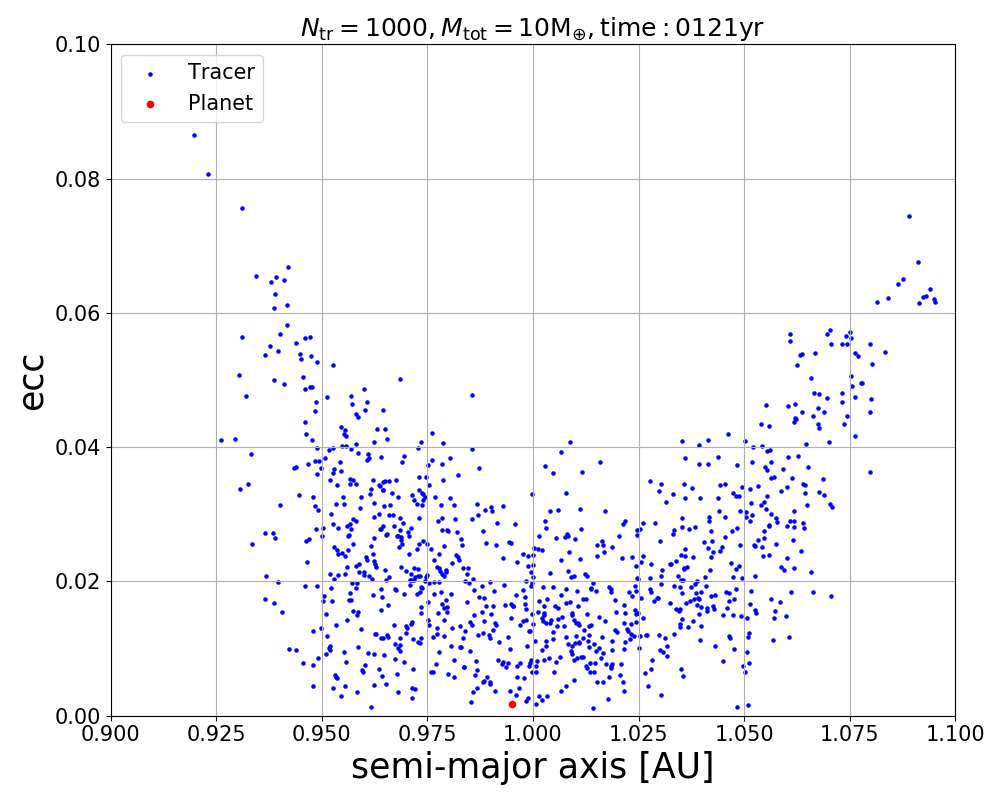 N_tr = 1000, M_tot = 10M_⊕, time : 0121yr
Tracer
Planet
0.10
0.08
0.06
0.04
0.02
0.00
ecc
0.900 0.925 0.950 0.975 1.000 1.025 1.050 1.075 1.100
semi-major axis [AU]